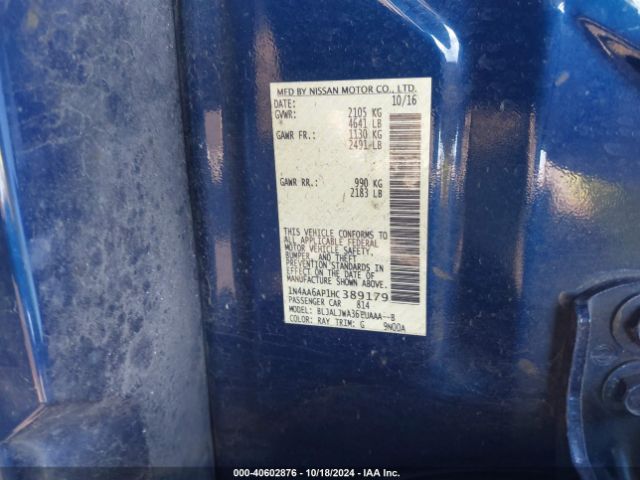 MFD BY NISSAN MOTOR CO., LTD.
DATE: 10/16
GVWR: 2105 KG
4641 LB
GAWR FR.: 1130 KG
2491 LB
GAWR RR.: 990 KG
2183 LB
THIS VEHICLE CONFORMS TO
ALL APPLICABLE FEDERAL
MOTOR VEHICLE SAFETY,
BUMPER, AND THEFT
PREVENTION STANDARDS IN
EFFECT ON THE DATE OF
MANUFACTURE SHOWN ABOVE.
1N4AA6AP1HC389179
PASSENGER CAR 814
MODEL:
COLOR: RAY TRIM: G 9N00A
000-40602876 | 10/18/2024 | IAA Inc.